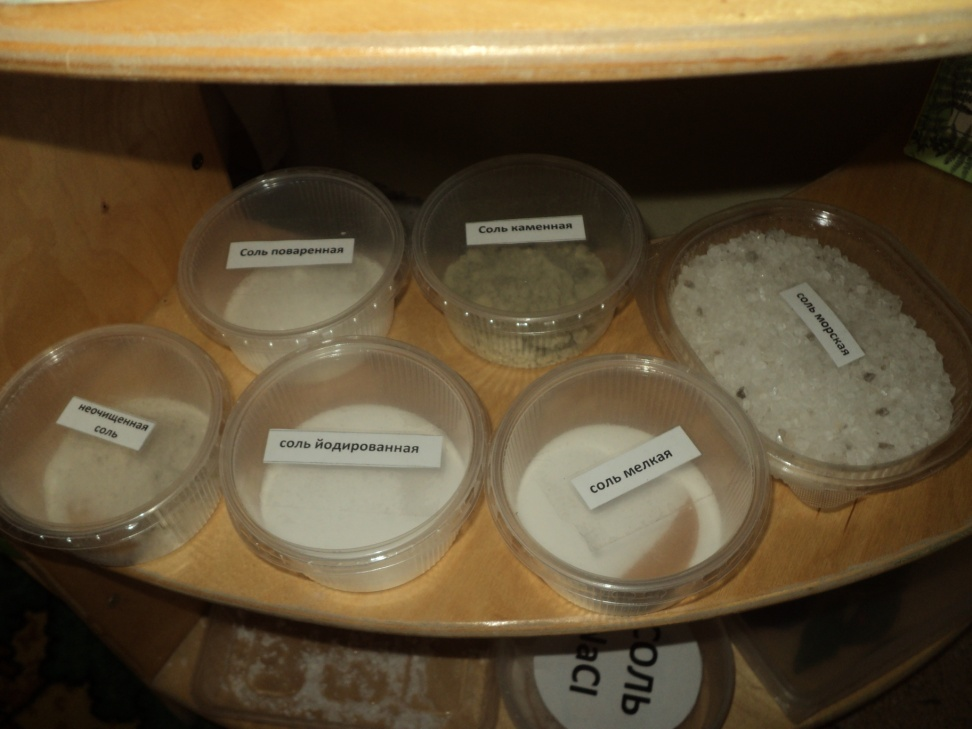 Соль поваренная
Соль каменная
соль морская
неочищенная
соль
соль йодированная
соль мелкая
СОЛЬ
NaCl